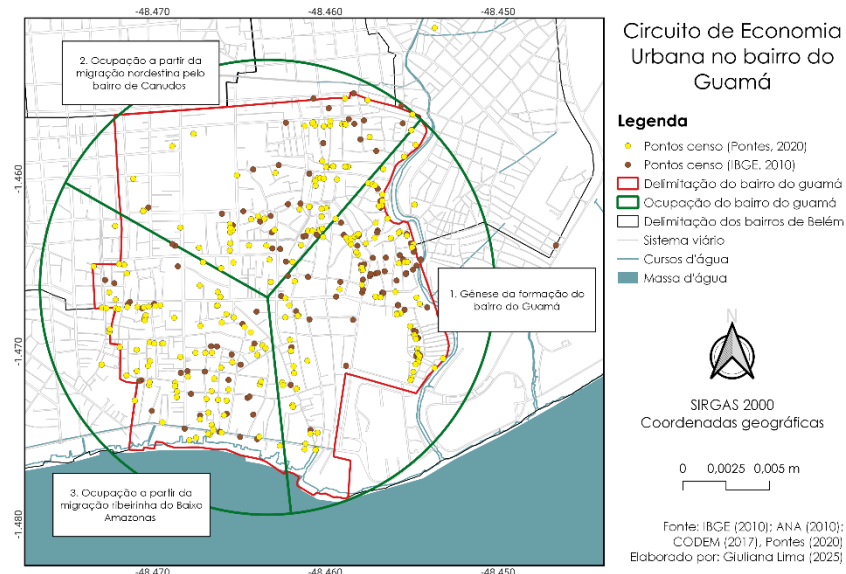 -48.470
-48.460
-48.450
2. Ocupação a partir da
migração nordestina pelo
bairro de Canudos
-1.460
1. Gênese da formação do
bairro do Guamá
-1.470
3. Ocupação a partir da
migração ribeirinha do Baixo
Amazonas
-1.480
-48.470
-48.460
-48.450
Circuito de Economia
Urbana no bairro do
Guamá
Legenda
Pontos censo (Pontes, 2020)
Pontos censo (IBGE, 2010)
Delimitação do bairro do guamá
Ocupação do bairro do guamá
Delimitação dos bairros de Belém
Sistema viário
Cursos d'água
Massa d'água
N
SIRGAS 2000
Coordenadas geográficas
0 0,0025 0,005 m
Fonte: IBGE (2010); ANA (2010);
CODEM (2017), Pontes (2020)
Elaborado por: Giuliana Lima (2025)